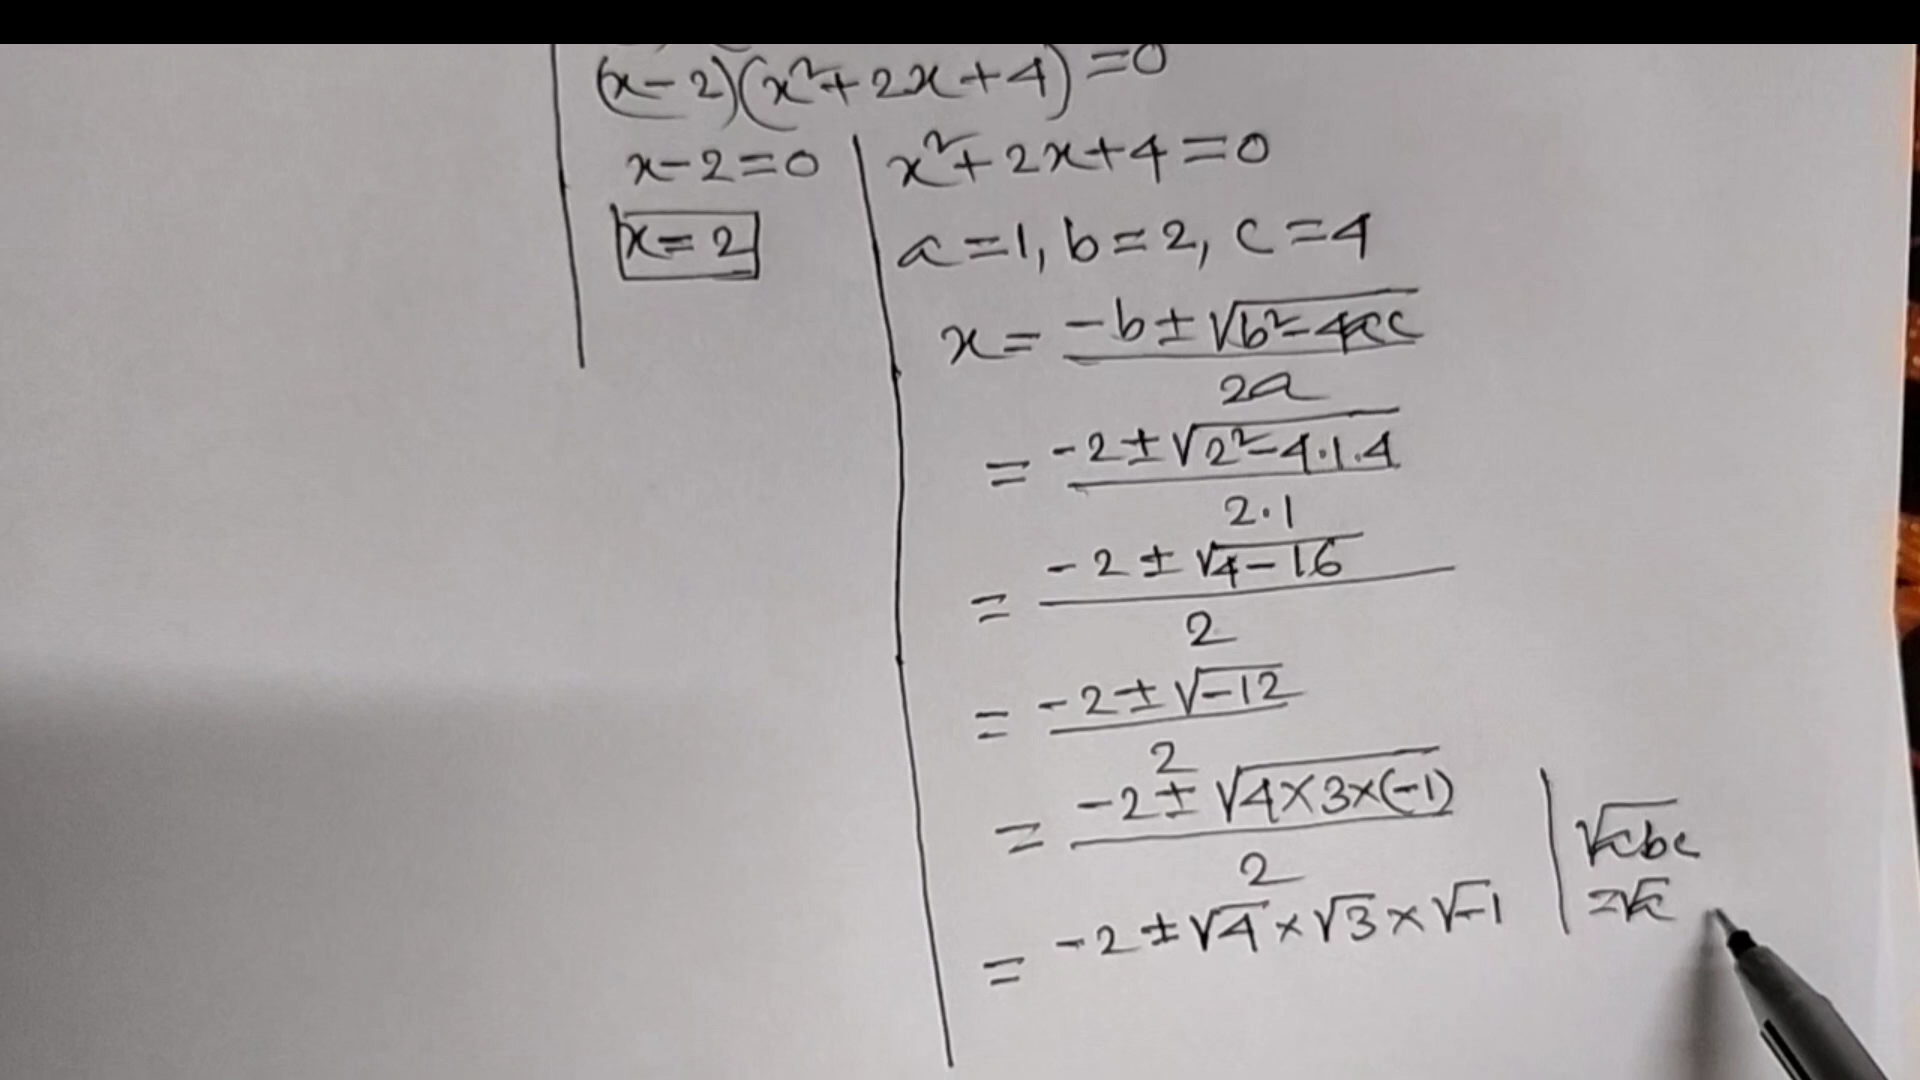 (x-2)(x²+2x+4)=0
x-2=0
x=2
x²+2x+4=0
a=1, b=2, c=4
x = (-b±√(b²-4ac))/2a
= (-2±√(2²-4·1·4))/2·1
= (-2±√(4-16))/2
= (-2±√(-12))/2
= (-2±√(4×3×(-1)))/2
= -2±√4×√3×√-1
√abc
=√a